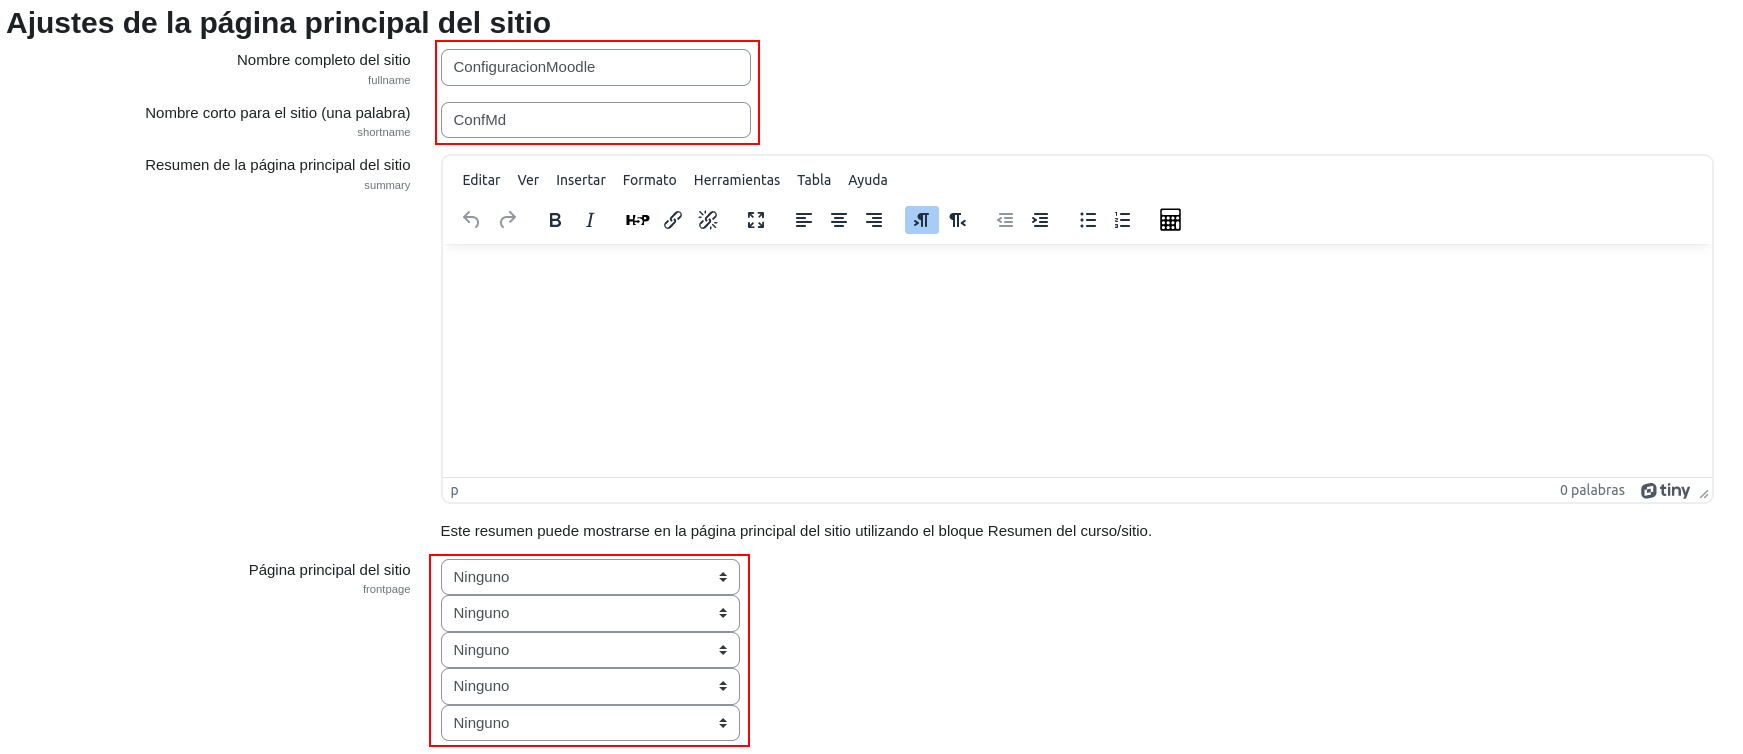 Ajustes de la página principal del sitio
Nombre completo del sitio
fullname
ConfiguracionMoodle
Nombre corto para el sitio (una palabra)
shortname
ConfMd
Resumen de la página principal del sitio
summary
Editar Ver Insertar Formato Herramientas Tabla Ayuda
B I H-P
p
0 palabras tiny
Este resumen puede mostrarse en la página principal del sitio utilizando el bloque Resumen del curso/sitio.
Página principal del sitio
frontpage
Ninguno
Ninguno
Ninguno
Ninguno
Ninguno